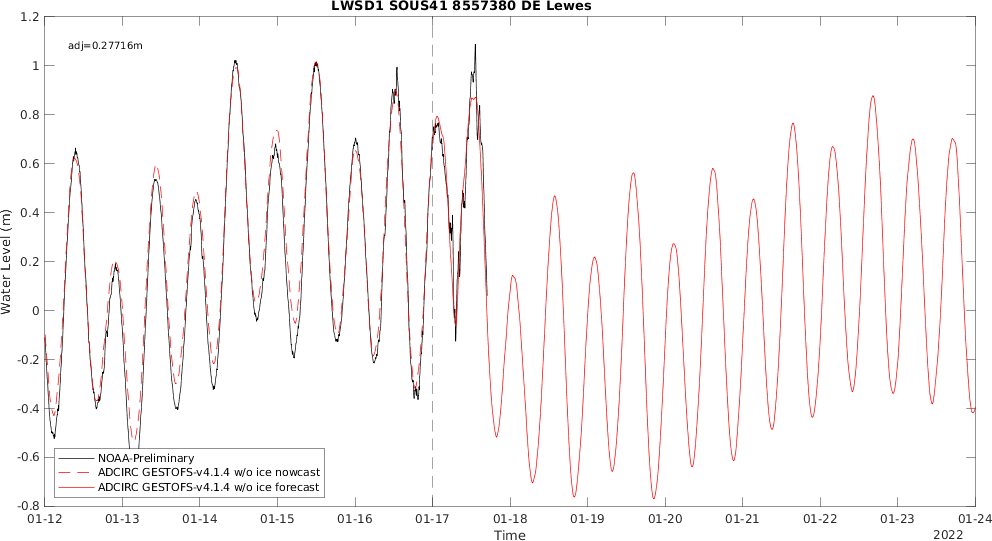 LWSD1 SOUS41 8557380 DE Lewes
adj=0.27716m
Water Level (m)
1.2
1
0.8
0.6
0.4
0.2
0
-0.2
-0.4
-0.6
-0.8
NOAA-Preliminary
ADCIRC GESTOFS-v4.1.4 w/o ice nowcast
ADCIRC GESTOFS-v4.1.4 w/o ice forecast
01-12 01-13 01-14 01-15 01-16 01-17 01-18 01-19 01-20 01-21 01-22 01-23 01-24
Time
2022